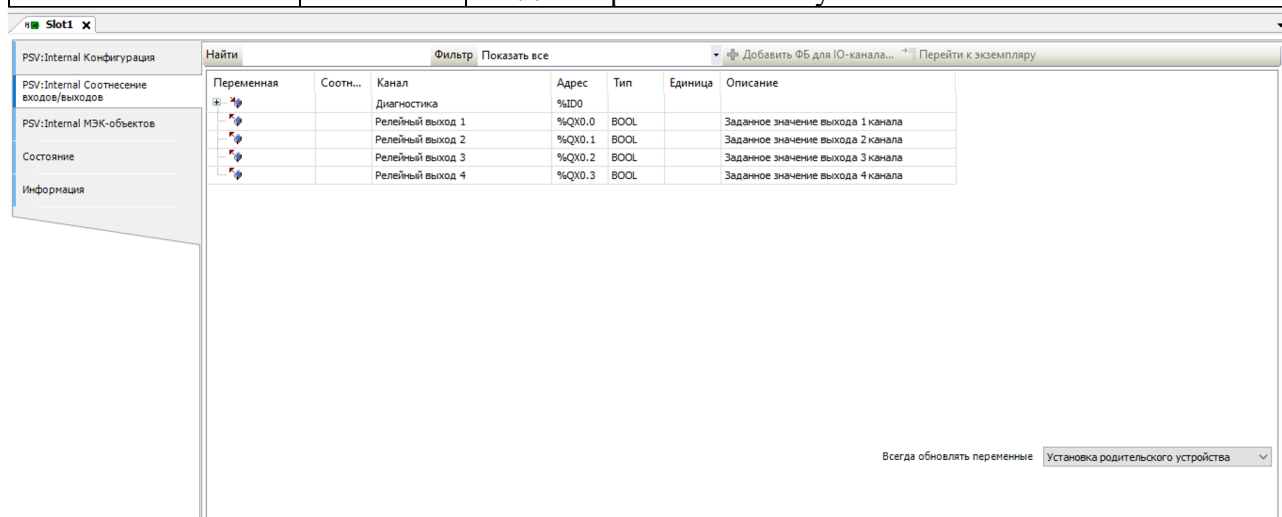 Slot1 X
PSV:Internal Конфигурация
PSV:Internal Соотнесение
входов/выходов
PSV:Internal МЭК-объектов
Состояние
Информация
Найти Фильтр Показать все Добавить ФБ для IO-канала... Перейти к экземпляру
Переменная Соотн... Канал Адрес Тип Единица Описание
Диагностика %ID0
Релейный выход 1 %QX0.0 BOOL Заданное значение выхода 1 канала
Релейный выход 2 %QX0.1 BOOL Заданное значение выхода 2 канала
Релейный выход 3 %QX0.2 BOOL Заданное значение выхода 3 канала
Релейный выход 4 %QX0.3 BOOL Заданное значение выхода 4 канала
Всегда обновлять переменные Установка родительского устройства